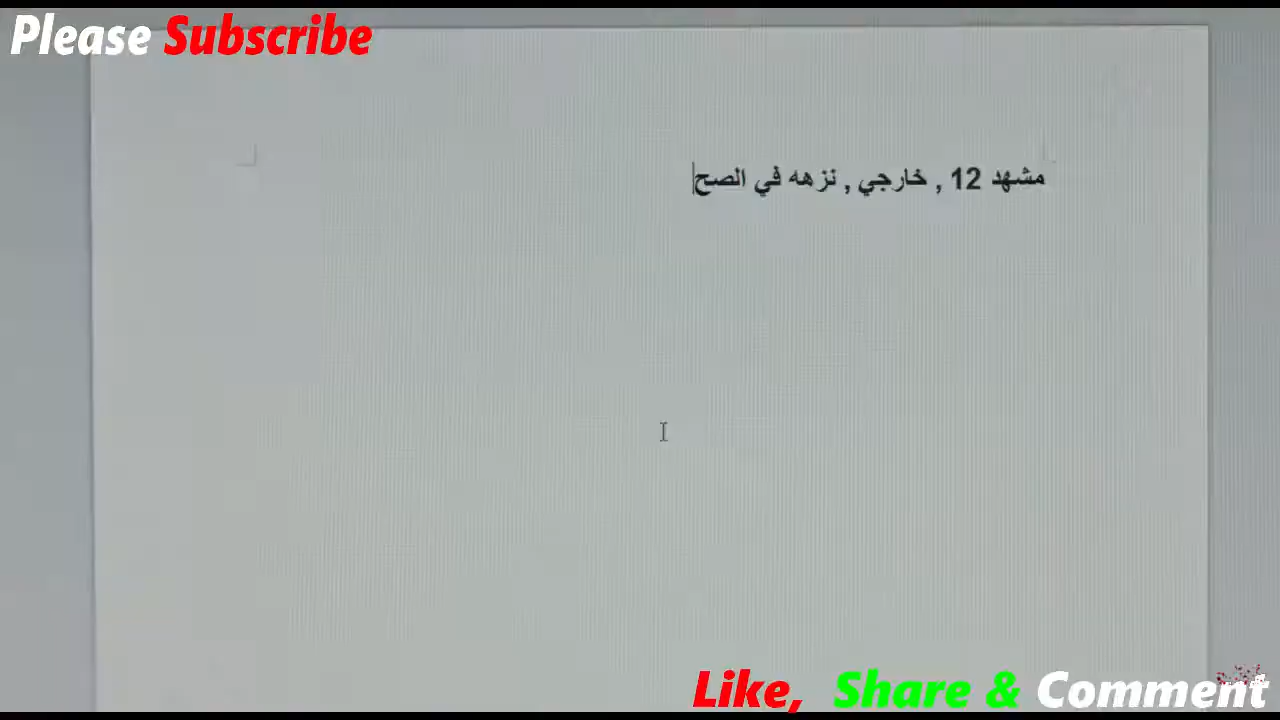 Please Subscribe
مشهد 12 , خارجي , نزهه في الصح
Like, Share & Comment